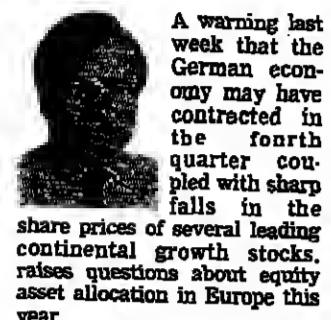 A warning last
week that the
German econ-
omy may have
contracted in
the fourth
quarter cou-
pled with sharp
falls in the
share prices of several leading
continental growth stocks,
raises questions about equity
asset allocation in Europe this
year